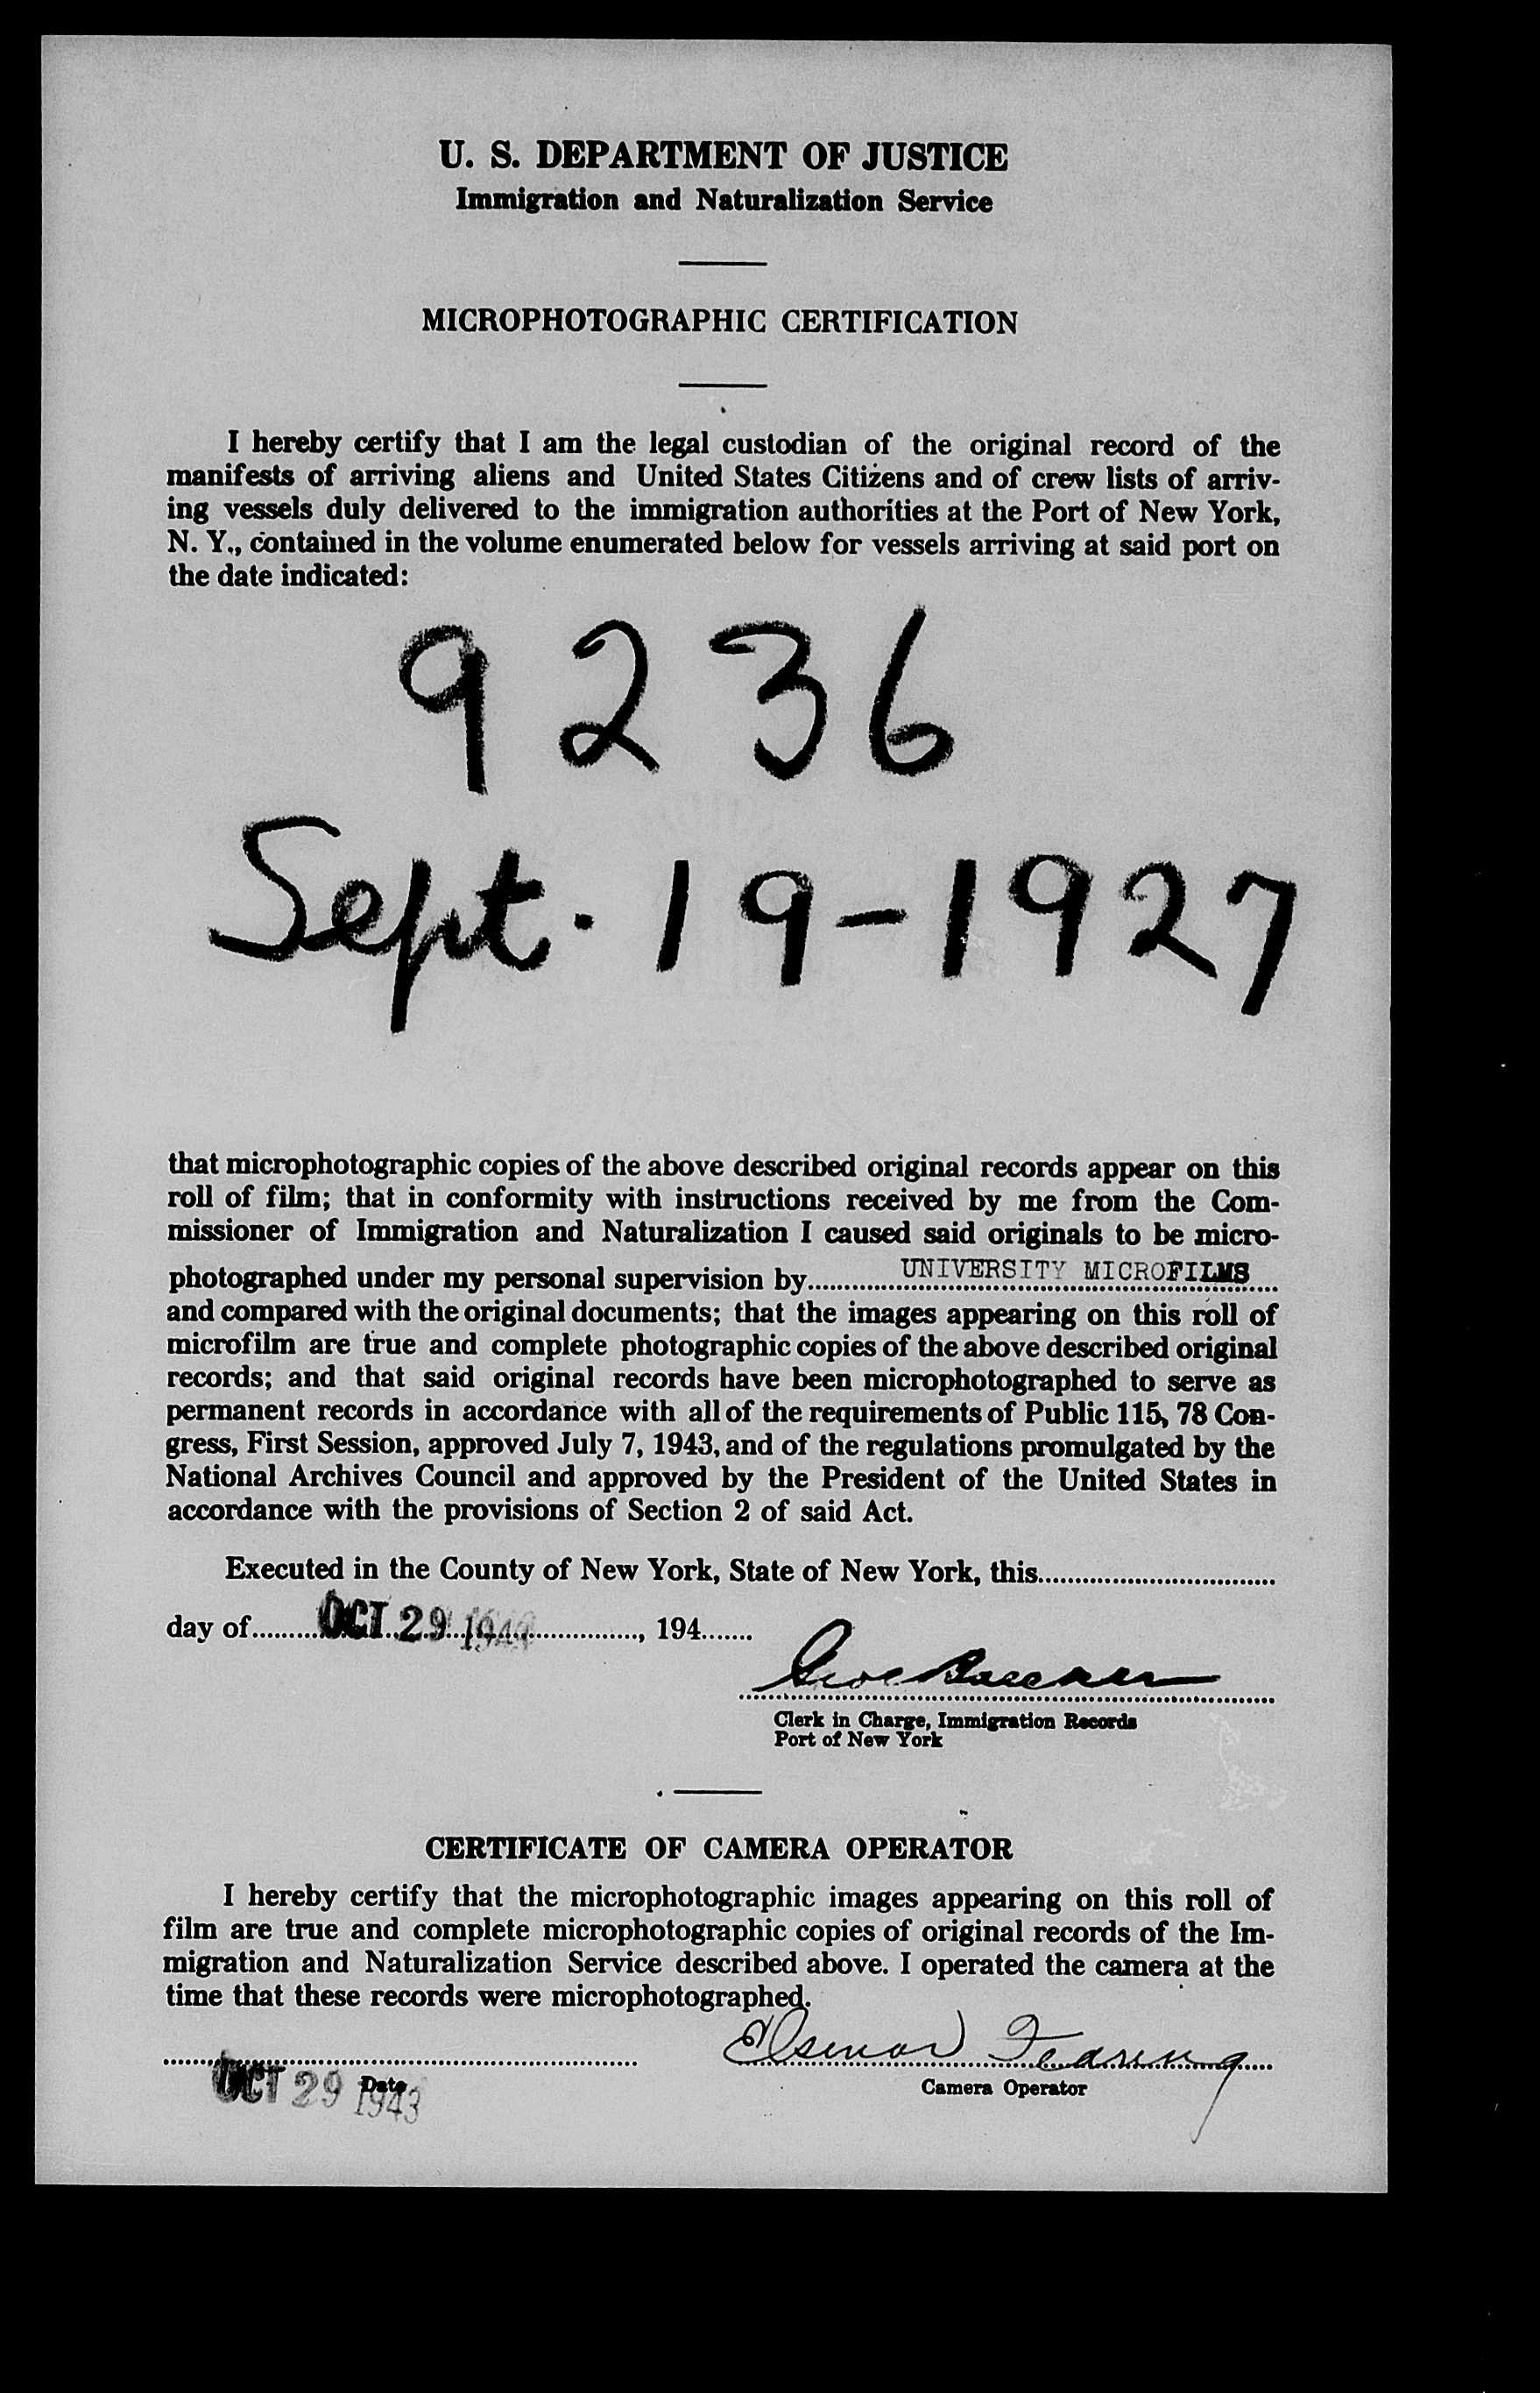 U. S. DEPARTMENT OF JUSTICE
Immigration and Naturalization Service
MICROPHOTOGRAPHIC CERTIFICATION
I hereby certify that I am the legal custodian of the original record of the
manifests of arriving aliens and United States Citizens and of crew lists of arriv-
ing vessels duly delivered to the immigration authorities at the Port of New York,
N. Y., contained in the volume enumerated below for vessels arriving at said port on
the date indicated:
9236
Sept. 19-1927
that microphotographic copies of the above described original records appear on this
roll of film; that in conformity with instructions received by me from the Com-
missioner of Immigration and Naturalization I caused said originals to be micro-
photographed under my personal supervision by UNIVERSITY MICROFILMS
and compared with the original documents; that the images appearing on this roll of
microfilm are true and complete photographic copies of the above described original
records; and that said original records have been microphotographed to serve as
permanent records in accordance with all of the requirements of Public 115, 78 Con-
gress, First Session, approved July 7, 1943, and of the regulations promulgated by the
National Archives Council and approved by the President of the United States in
accordance with the provisions of Section 2 of said Act.
Executed in the County of New York, State of New York, this
day of OCT 29, 194
Clerk in Charge, Immigration Records
Port of New York
CERTIFICATE OF CAMERA OPERATOR
I hereby certify that the microphotographic images appearing on this roll of
film are true and complete microphotographic copies of original records of the Im-
migration and Naturalization Service described above. I operated the camera at the
time that these records were microphotographed.
OCT 29 1943
Date
Camera Operator